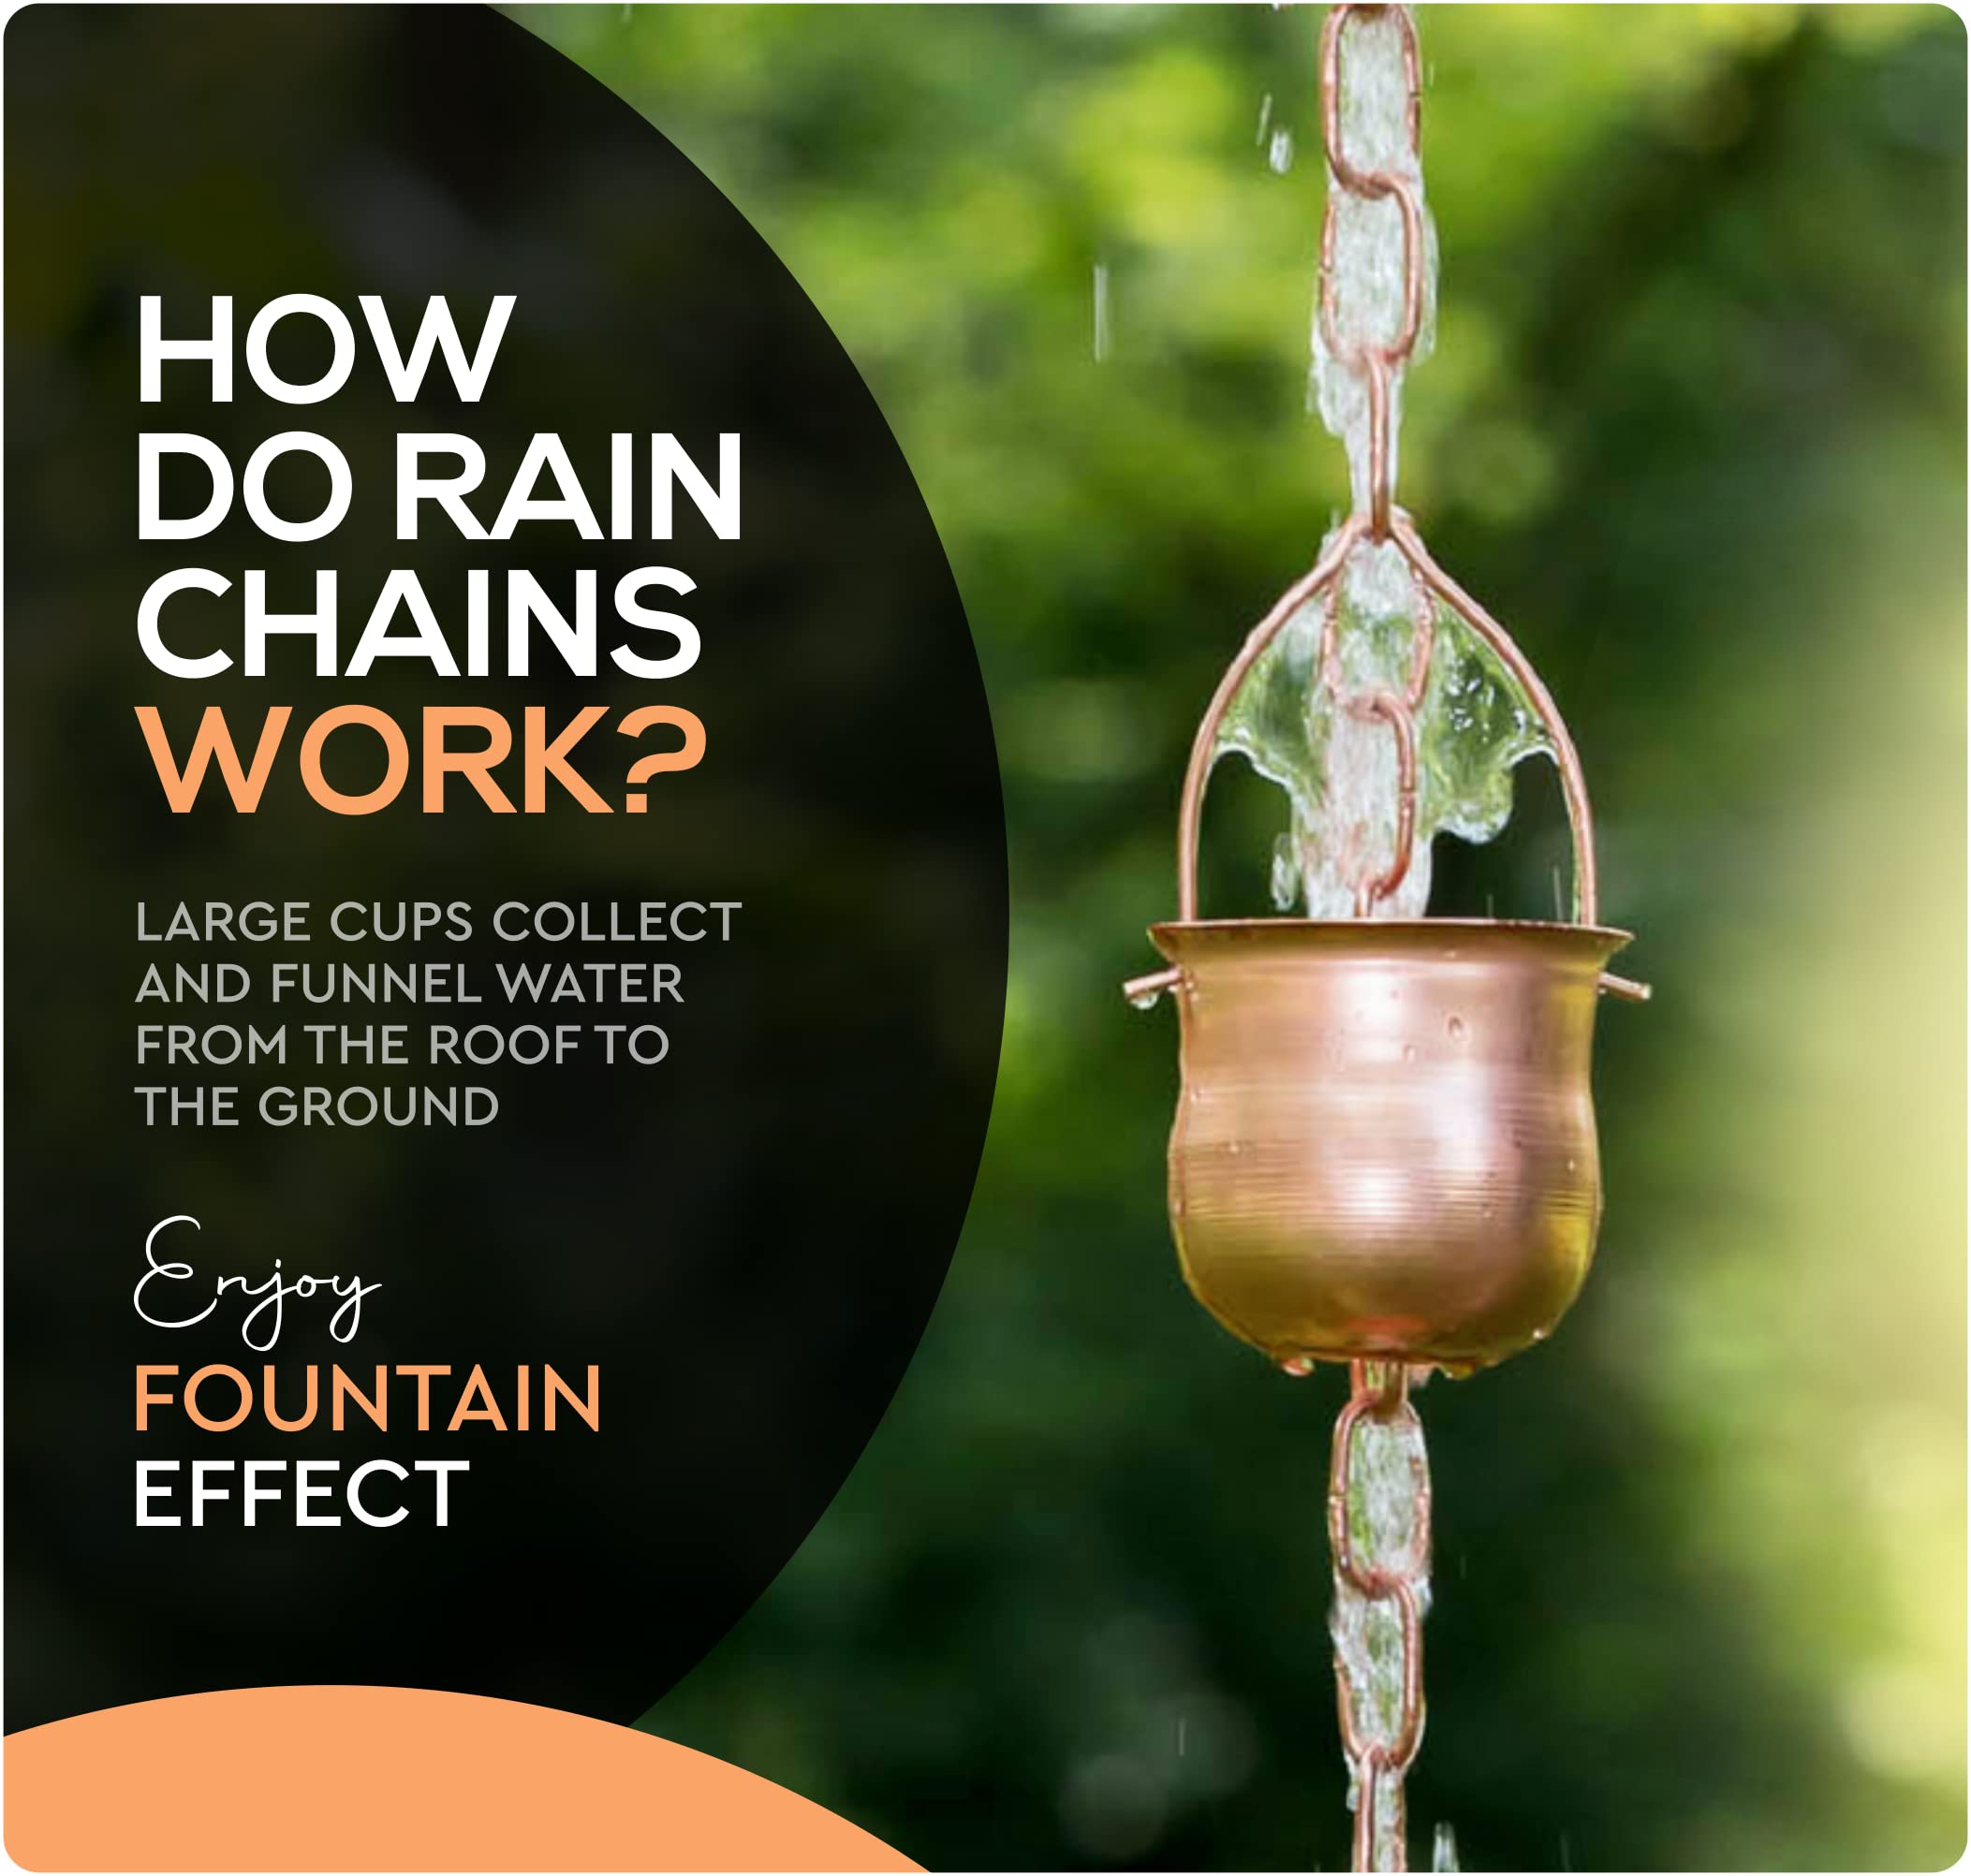 HOW
DO RAIN
CHAINS
WORK?
LARGE CUPS COLLECT
AND FUNNEL WATER
FROM THE ROOF TO
THE GROUND
Enjoy
FOUNTAIN
EFFECT